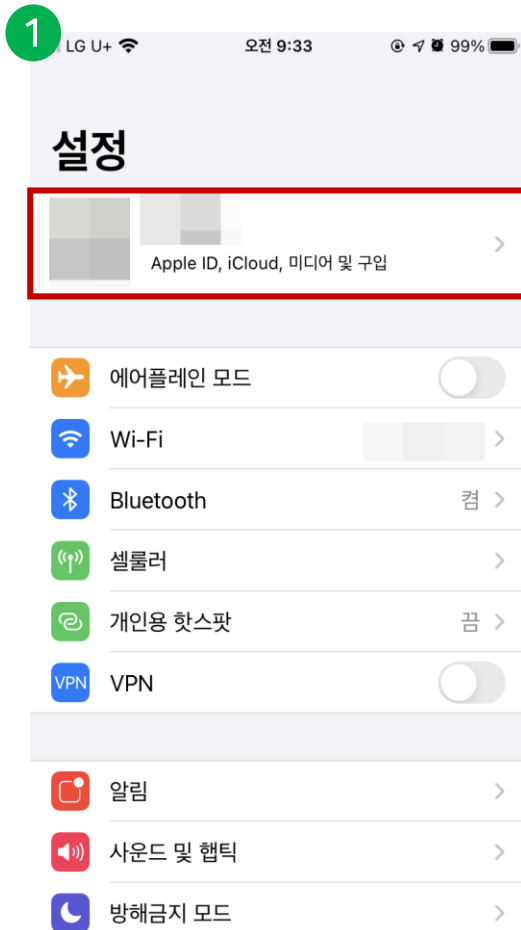 1
LG U+ 오전 9:33 99%
설정
Apple ID, iCloud, 미디어 및 구입
에어플레인 모드
Wi-Fi
Bluetooth 켬
셀룰러
개인용 핫스팟 끔
VPN VPN
알림
사운드 및 햅틱
방해금지 모드